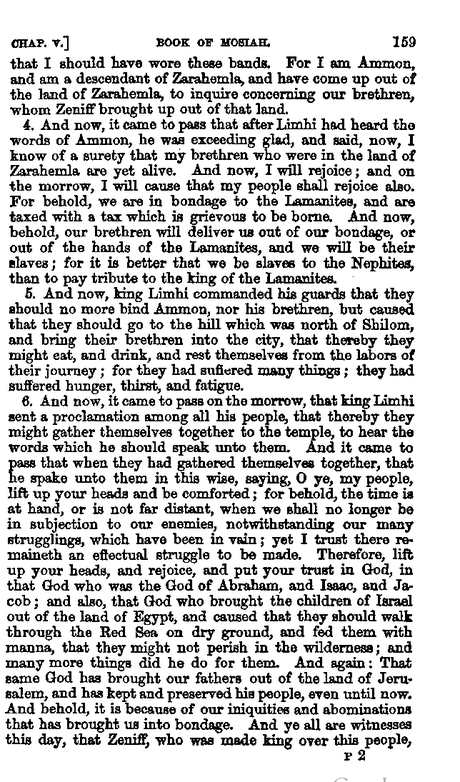 CHAP. V.] BOOK OF MOSIAH. 159
that I should have wore these bands. For I am Ammon,
and am a descendant of Zarahemla, and have come up out of
the land of Zarahemla, to inquire concerning our brethren,
whom Zeniff brought up out of that land.
4. And now, it came to pass that after Limhi had heard the
words of Ammon, he was exceeding glad, and said, now, I
know of a surety that my brethren who were in the land of
Zarahemla are yet alive. And now, I will rejoice; and on
the morrow, I will cause that my people shall rejoice also.
For behold, we are in bondage to the Lamanites, and are
taxed with a tax which is grievous to be borne. And now,
behold, our brethren will deliver us out of our bondage, or
out of the hands of the Lamanites, and we will be their
slaves; for it is better that we be slaves to the Nephites,
than to pay tribute to the king of the Lamanites.
5. And now, king Limhi commanded his guards that they
should no more bind Ammon, nor his brethren, but caused
that they should go to the hill which was north of Shilom,
and bring their brethren into the city, that thereby they
might eat, and drink, and rest themselves from the labors of
their journey; for they had suffered many things; they had
suffered hunger, thirst, and fatigue.
6. And now, it came to pass on the morrow, that king Limhi
sent a proclamation among all his people, that thereby they
might gather themselves together to the temple, to hear the
words which he should speak unto them. And it came to
pass that when they had gathered themselves together, that
he spake unto them in this wise, saying, O ye, my people,
lift up your heads and be comforted; for behold, the time is
at hand, or is not far distant, when we shall no longer be
in subjection to our enemies, notwithstanding our many
strugglings, which have been in vain; yet I trust there re-
maineth an effectual struggle to be made. Therefore, lift
up your heads, and rejoice, and put your trust in God, in
that God who was the God of Abraham, and Isaac, and Ja-
cob; and also, that God who brought the children of Israel
out of the land of Egypt, and caused that they should walk
through the Red Sea on dry ground, and fed them with
manna, that they might not perish in the wilderness; and
many more things did he do for them. And again: That
same God has brought our fathers out of the land of Jeru-
salem, and has kept and preserved his people, even until now.
And behold, it is because of our iniquities and abominations
that has brought us into bondage. And ye all are witnesses
this day, that Zeniff, who was made king over this people,
P 2